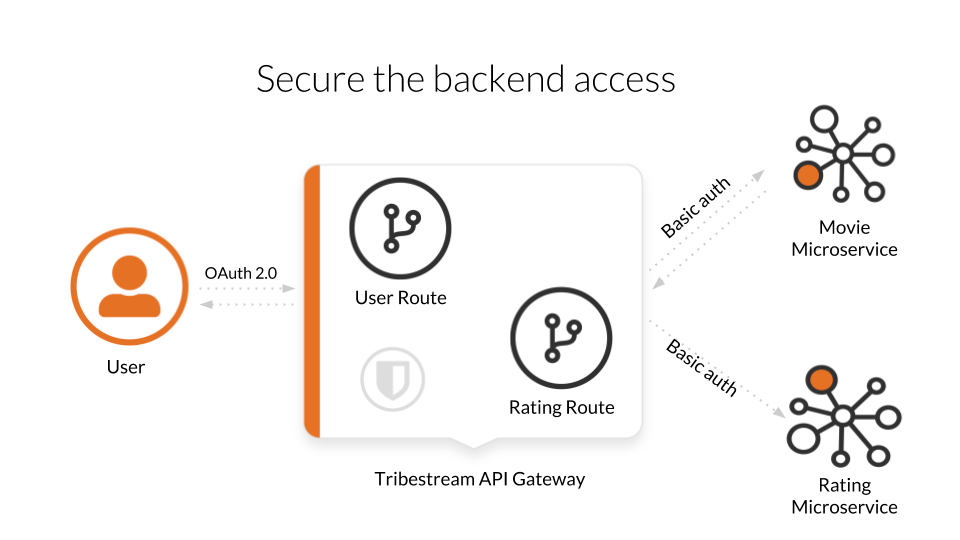 Secure the backend access
OAuth 2.0
User
User Route
Rating Route
Tribestream API Gateway
Basic auth
Basic auth
Movie
Microservice
Rating
Microservice